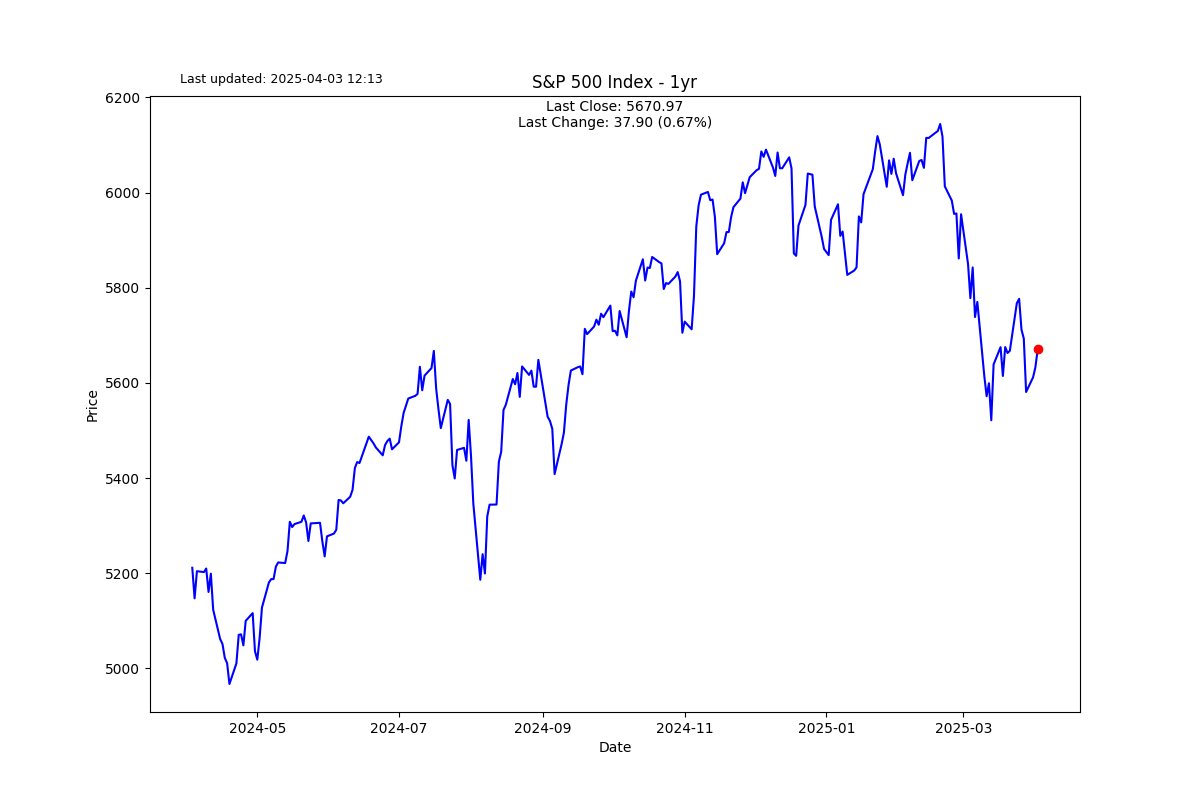 Last updated: 2025-04-03 12:13
S&P 500 Index - 1yr
Last Close: 5670.97
Last Change: 37.90 (0.67%)
6200
6000
5800
5600
5400
5200
5000
Price
2024-05
2024-07
2024-09
2024-11
2025-01
2025-03
Date